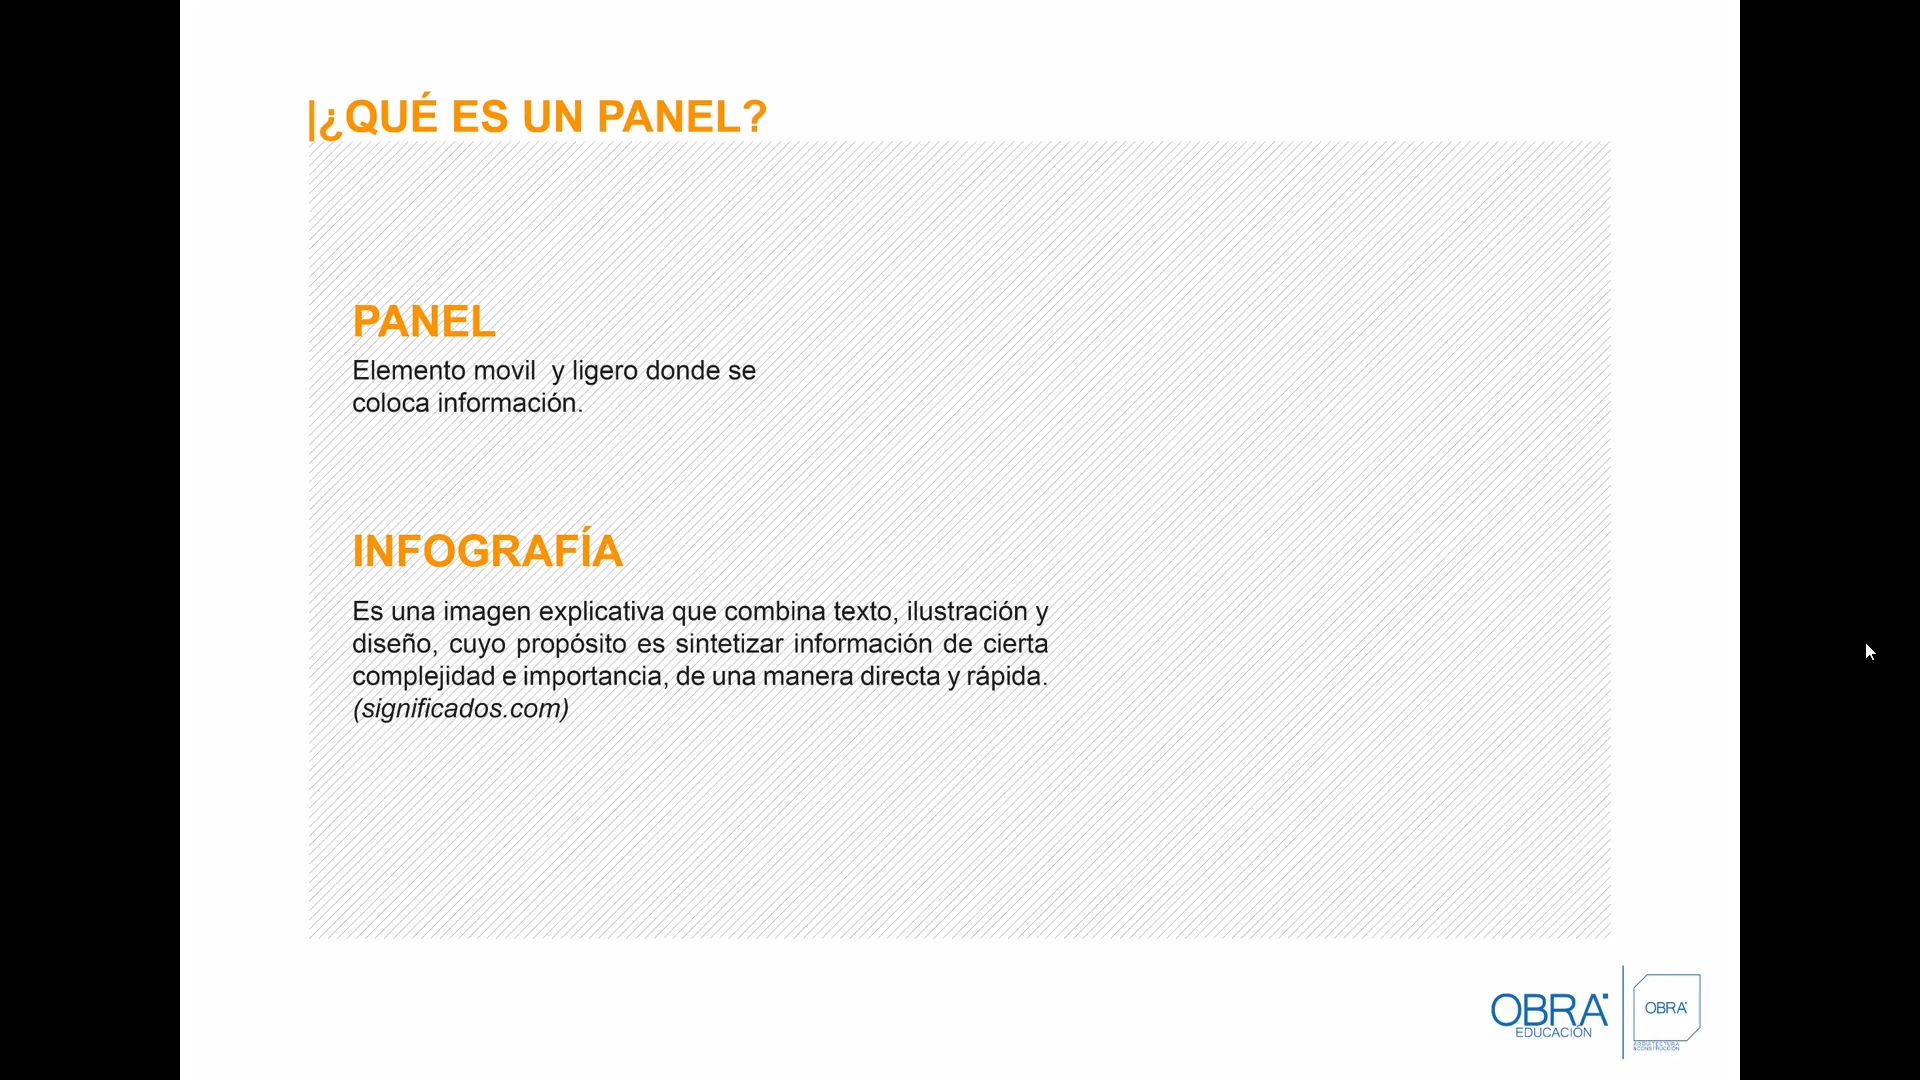 |¿QUÉ ES UN PANEL?
PANEL
Elemento movil  y ligero donde se
coloca información.
INFOGRAFÍA
Es una imagen explicativa que combina texto, ilustración y
diseño, cuyo propósito es sintetizar información de cierta
complejidad e importancia, de una manera directa y rápida.
(significados.com)
OBRA
EDUCACIÓN
OBRA
ARQUITECTURA
&CONSTRUCCIÓN